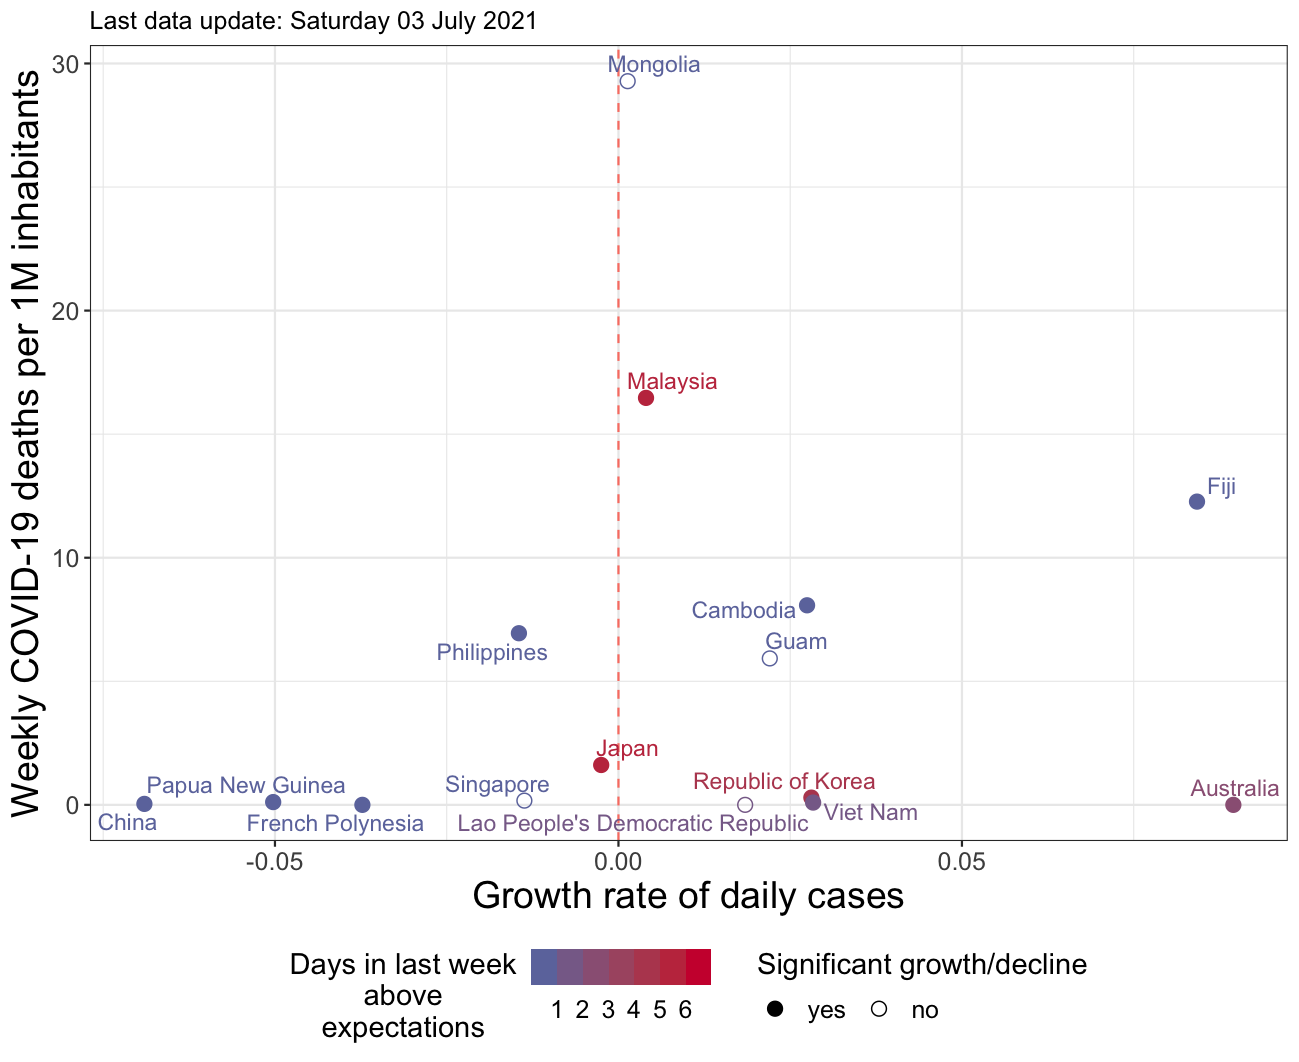 Last data update: Saturday 03 July 2021
Weekly COVID-19 deaths per 1M inhabitants
30
20
10
0
Mongolia
Malaysia
Fiji
Cambodia
Guam
Philippines
Japan
Singapore
Papua New Guinea
Republic of Korea
Australia
China
French Polynesia
Lao People's Democratic Republic
Viet Nam
-0.05
0.00
0.05
Growth rate of daily cases
Days in last week
above
expectations
1 2 3 4 5 6
Significant growth/decline
yes no